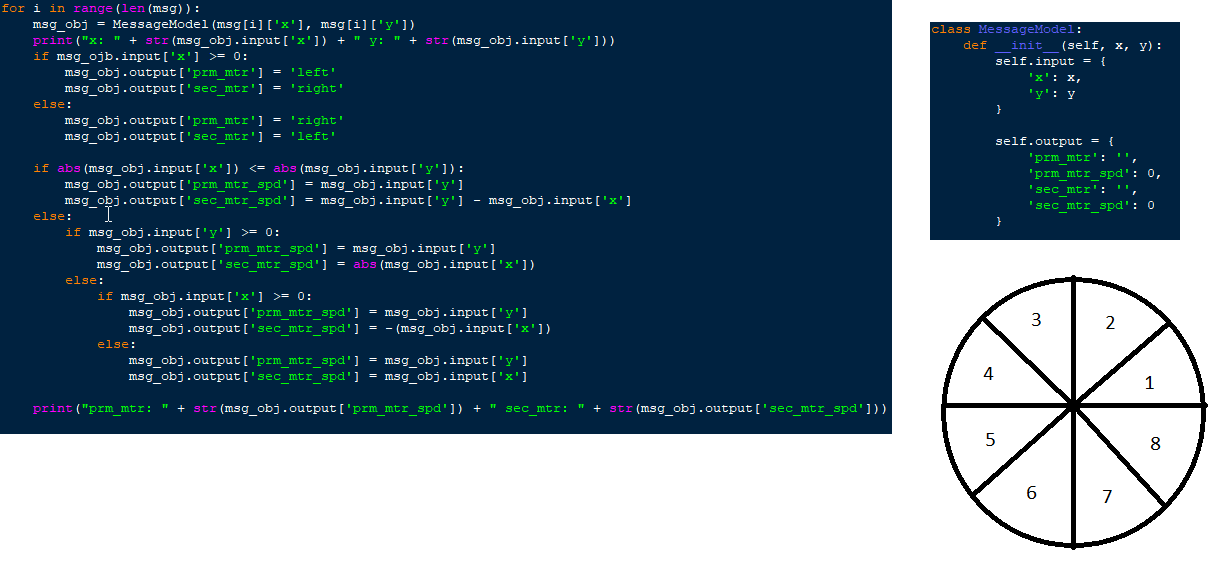 for i in range(len(msg)):
    msg_obj = MessageModel(msg[i]['x'], msg[i]['y'])
    print("x: " + str(msg_obj.input['x']) + " y: " + str(msg_obj.input['y']))
    if msg_ojb.input['x'] >= 0:
        msg_obj.output['prm_mtr'] = 'left'
        msg_obj.output['sec_mtr'] = 'right'
    else:
        msg_obj.output['prm_mtr'] = 'right'
        msg_obj.output['sec_mtr'] = 'left'

    if abs(msg_obj.input['x']) <= abs(msg_obj.input['y']):
        msg_obj.output['prm_mtr_spd'] = msg_obj.input['y']
        msg_obj.output['sec_mtr_spd'] = msg_obj.input['y'] - msg_obj.input['x']
    else:
        if msg_obj.input['y'] >= 0:
            msg_obj.output['prm_mtr_spd'] = msg_obj.input['y']
            msg_obj.output['sec_mtr_spd'] = abs(msg_obj.input['x'])
        else:
            if msg_obj.input['x'] >= 0:
                msg_obj.output['prm_mtr_spd'] = msg_obj.input['y']
                msg_obj.output['sec_mtr_spd'] = -(msg_obj.input['x'])
            else:
                msg_obj.output['prm_mtr_spd'] = msg_obj.input['y']
                msg_obj.output['sec_mtr_spd'] = msg_obj.input['x']

    print("prm_mtr: " + str(msg_obj.output['prm_mtr_spd']) + " sec_mtr: " + str(msg_obj.output['sec_mtr_spd']))
class MessageModel:
    def __init__(self, x, y):
        self.input = {
            'x': x,
            'y': y
        }

        self.output = {
            'prm_mtr': '',
            'prm_mtr_spd': 0,
            'sec_mtr': '',
            'sec_mtr_spd': 0
        }
3
2
4
1
5
8
6
7